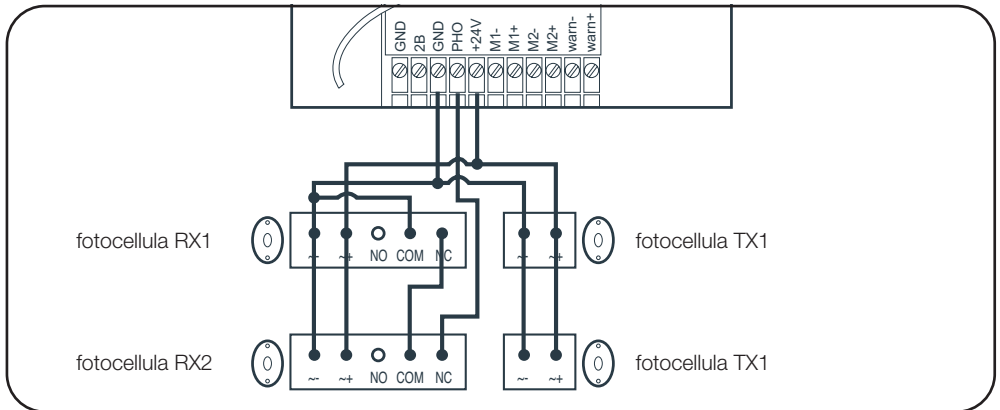 GND 2B GND PHO +24V M1- M1+ M2- M2+ warn- warn+
fotocellula RX1
~- ~+ NO COM NC
~- ~+
fotocellula TX1
fotocellula RX2
~- ~+ NO COM NC
~- ~+
fotocellula TX1